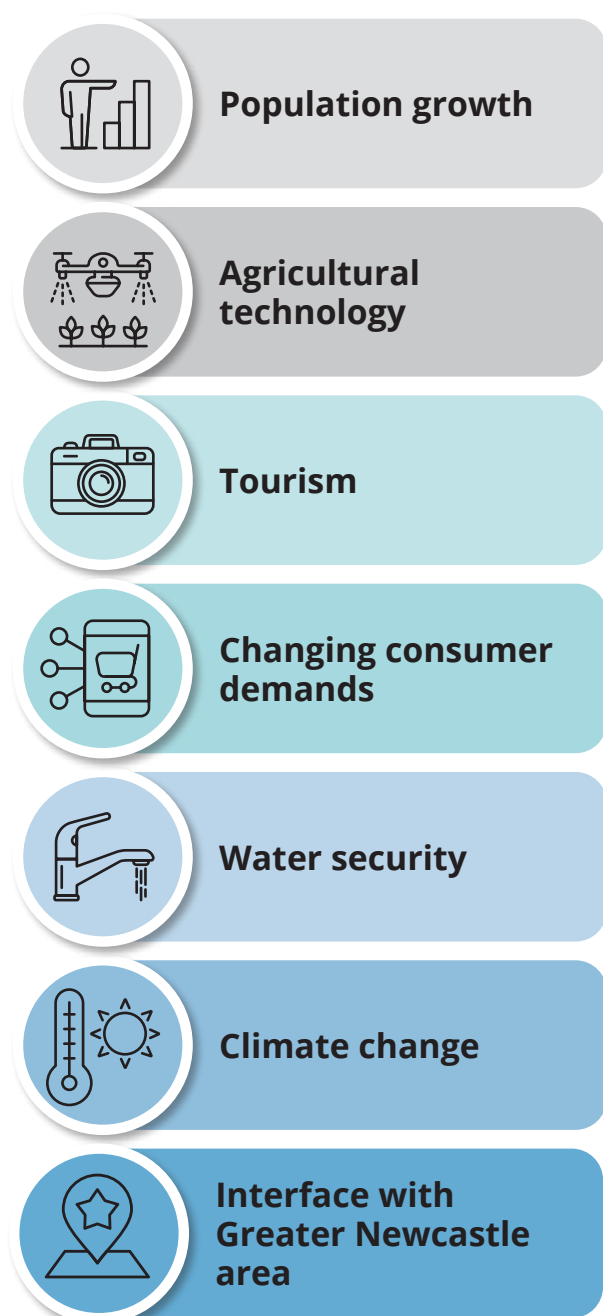 Population growth
Agricultural
technology
Tourism
Changing consumer
demands
Water security
Climate change
Interface with
Greater Newcastle
area